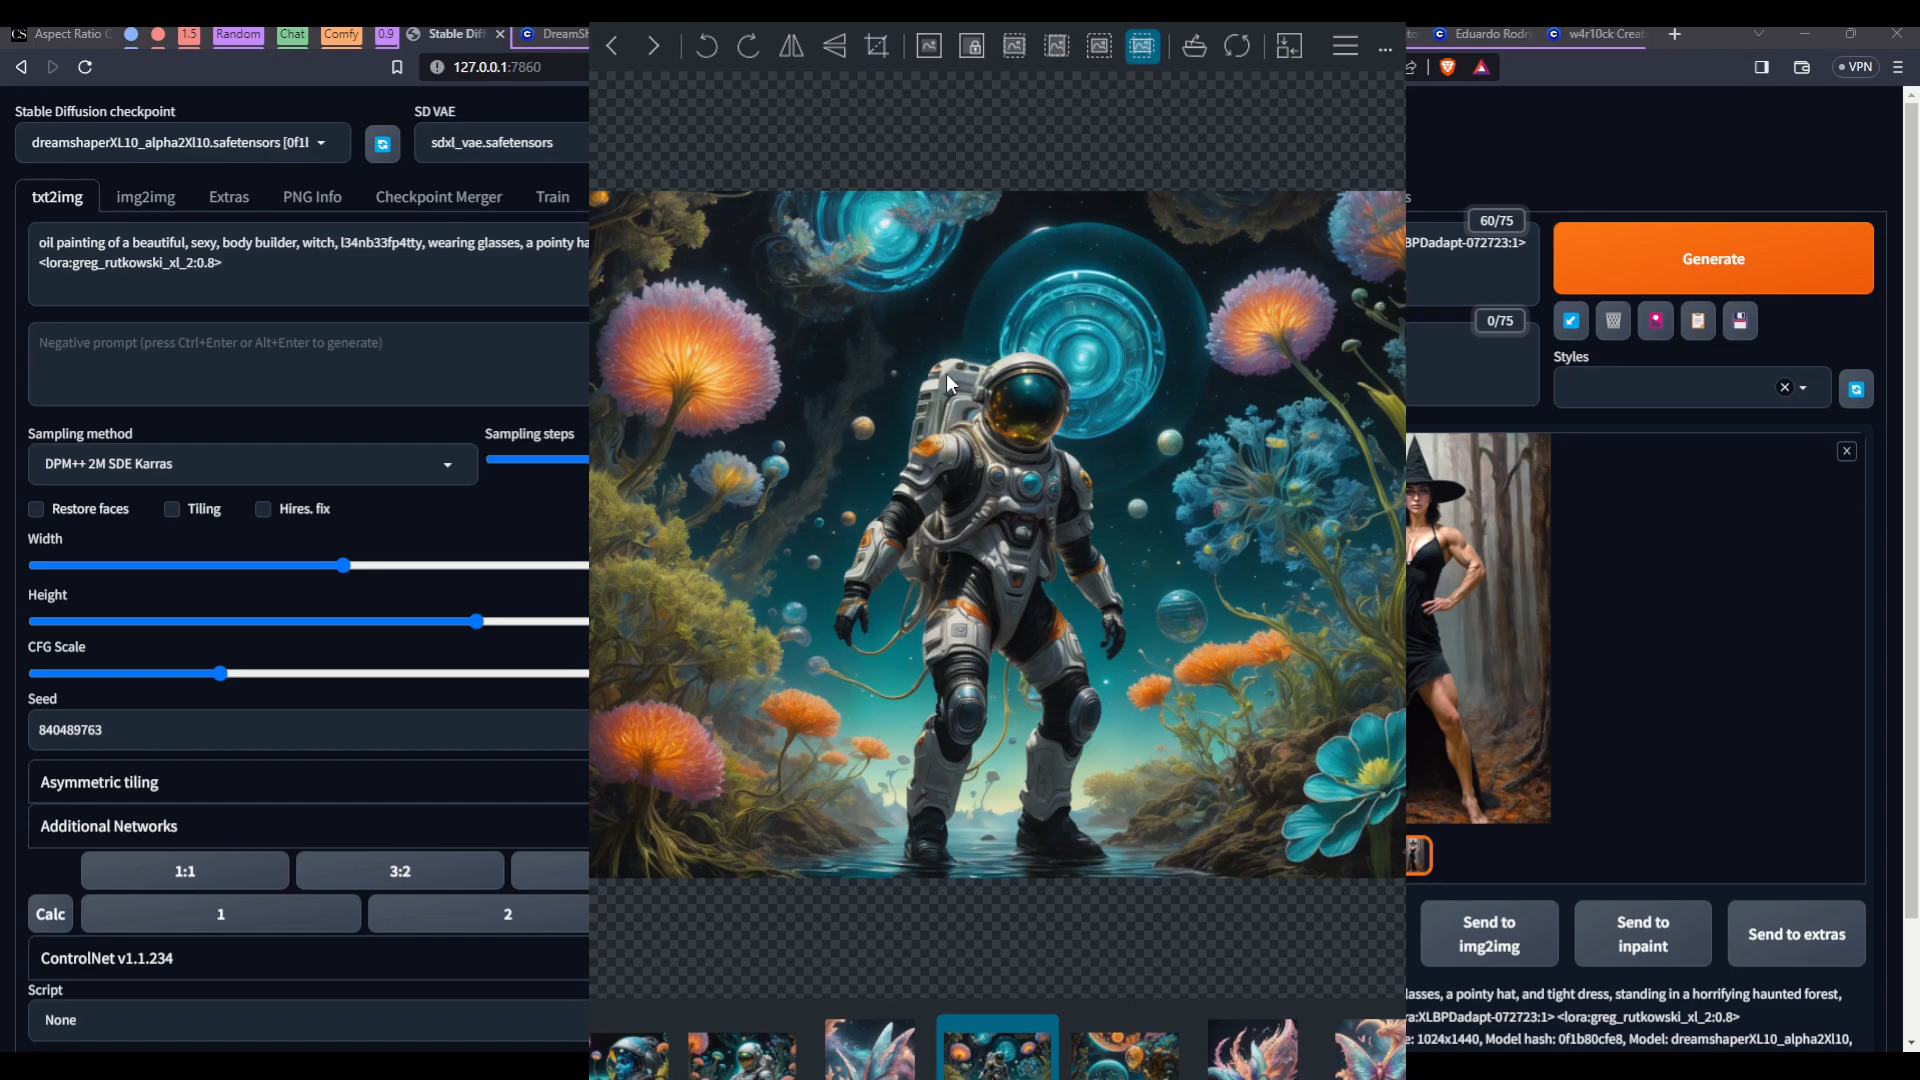 CS Aspect Ratio C 1.5 Random Chat Comfy 0.9 Stable Diff DreamSh Eduardo Rodri w4r10ck Creat
127.0.0.1:7860
VPN
Stable Diffusion checkpoint
SD VAE
dreamshaperXL10_alpha2Xl10.safetensors [0f1l
sdxl_vae.safetensors
txt2img img2img Extras PNG Info Checkpoint Merger Train
s
60/75
oil painting of a beautiful, sexy, body builder, witch, l34nb33fp4tty, wearing glasses, a pointy ha
BPDadapt-072723:1>
<lora:greg_rutkowski_xl_2:0.8>
Generate
0/75
Negative prompt (press Ctrl+Enter or Alt+Enter to generate)
Styles
Sampling method
Sampling steps
DPM++ 2M SDE Karras
Restore faces Tiling Hires. fix
Width
Height
CFG Scale
Seed
840489763
Asymmetric tiling
Additional Networks
1:1 3:2
Calc 1 2
Send to
img2img
Send to
inpaint
Send to extras
ControlNet v1.1.234
Script
None
lasses, a pointy hat, and tight dress, standing in a horrifying haunted forest,
ra:XLBPDadapt-072723:1> <lora:greg_rutkowski_xl_2:0.8>
e: 1024x1440, Model hash: 0f1b80cfe8, Model: dreamshaperXL10_alpha2Xl10,